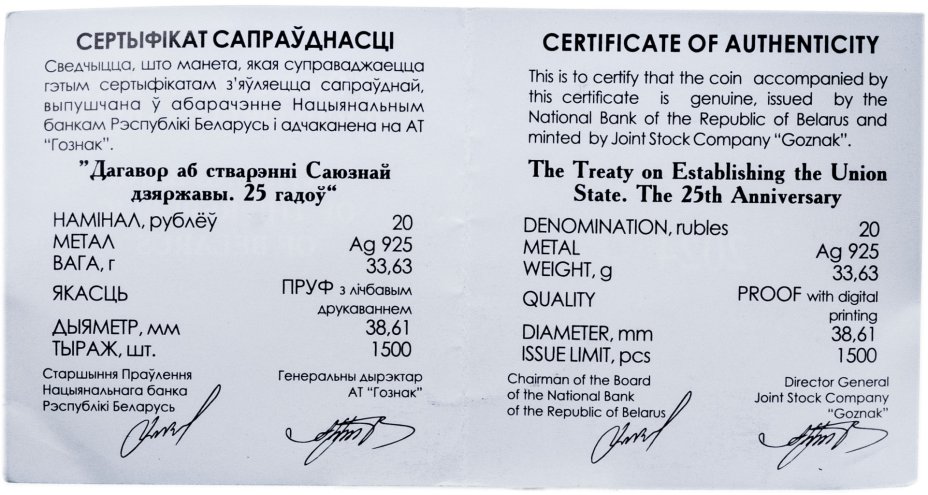 СЕРТЫФІКАТ САПРАЎДНАСЦІ
Сведчыцца, што манета, якая суправаджаецца
гэтым сертыфікатам з’яўляецца сапраўднай,
выпушчана ў абарачэнне Нацыянальным
банкам Рэспублікі Беларусь і адчаканена на АТ
“Гознак”.
”Дагавор аб стварэнні Саюзнай
дзяржавы. 25 гадоў“
НАМІНАЛ, рублёў 20
МЕТАЛ Ag 925
ВАГА, г 33,63
ЯКАСЦЬ ПРУФ з лічбавым
друкаваннем
ДЫЯМЕТР, мм 38,61
ТЫРАЖ, шт. 1500
Старшыня Праўлення
Нацыянальнага банка
Рэспублікі Беларусь
Генеральны дырэктар
АТ “Гознак”
CERTIFICATE OF AUTHENTICITY
This is to certify that the coin accompanied by
this certificate is genuine, issued by the
National Bank of the Republic of Belarus and
minted by Joint Stock Company “Goznak”.
The Treaty on Establishing the Union
State. The 25th Anniversary
DENOMINATION, rubles 20
METAL Ag 925
WEIGHT, g 33,63
QUALITY PROOF with digital
printing
DIAMETER, mm 38,61
ISSUE LIMIT, pcs 1500
Chairman of the Board
of the National Bank
of the Republic of Belarus
Director General
Joint Stock Company
“Goznak”